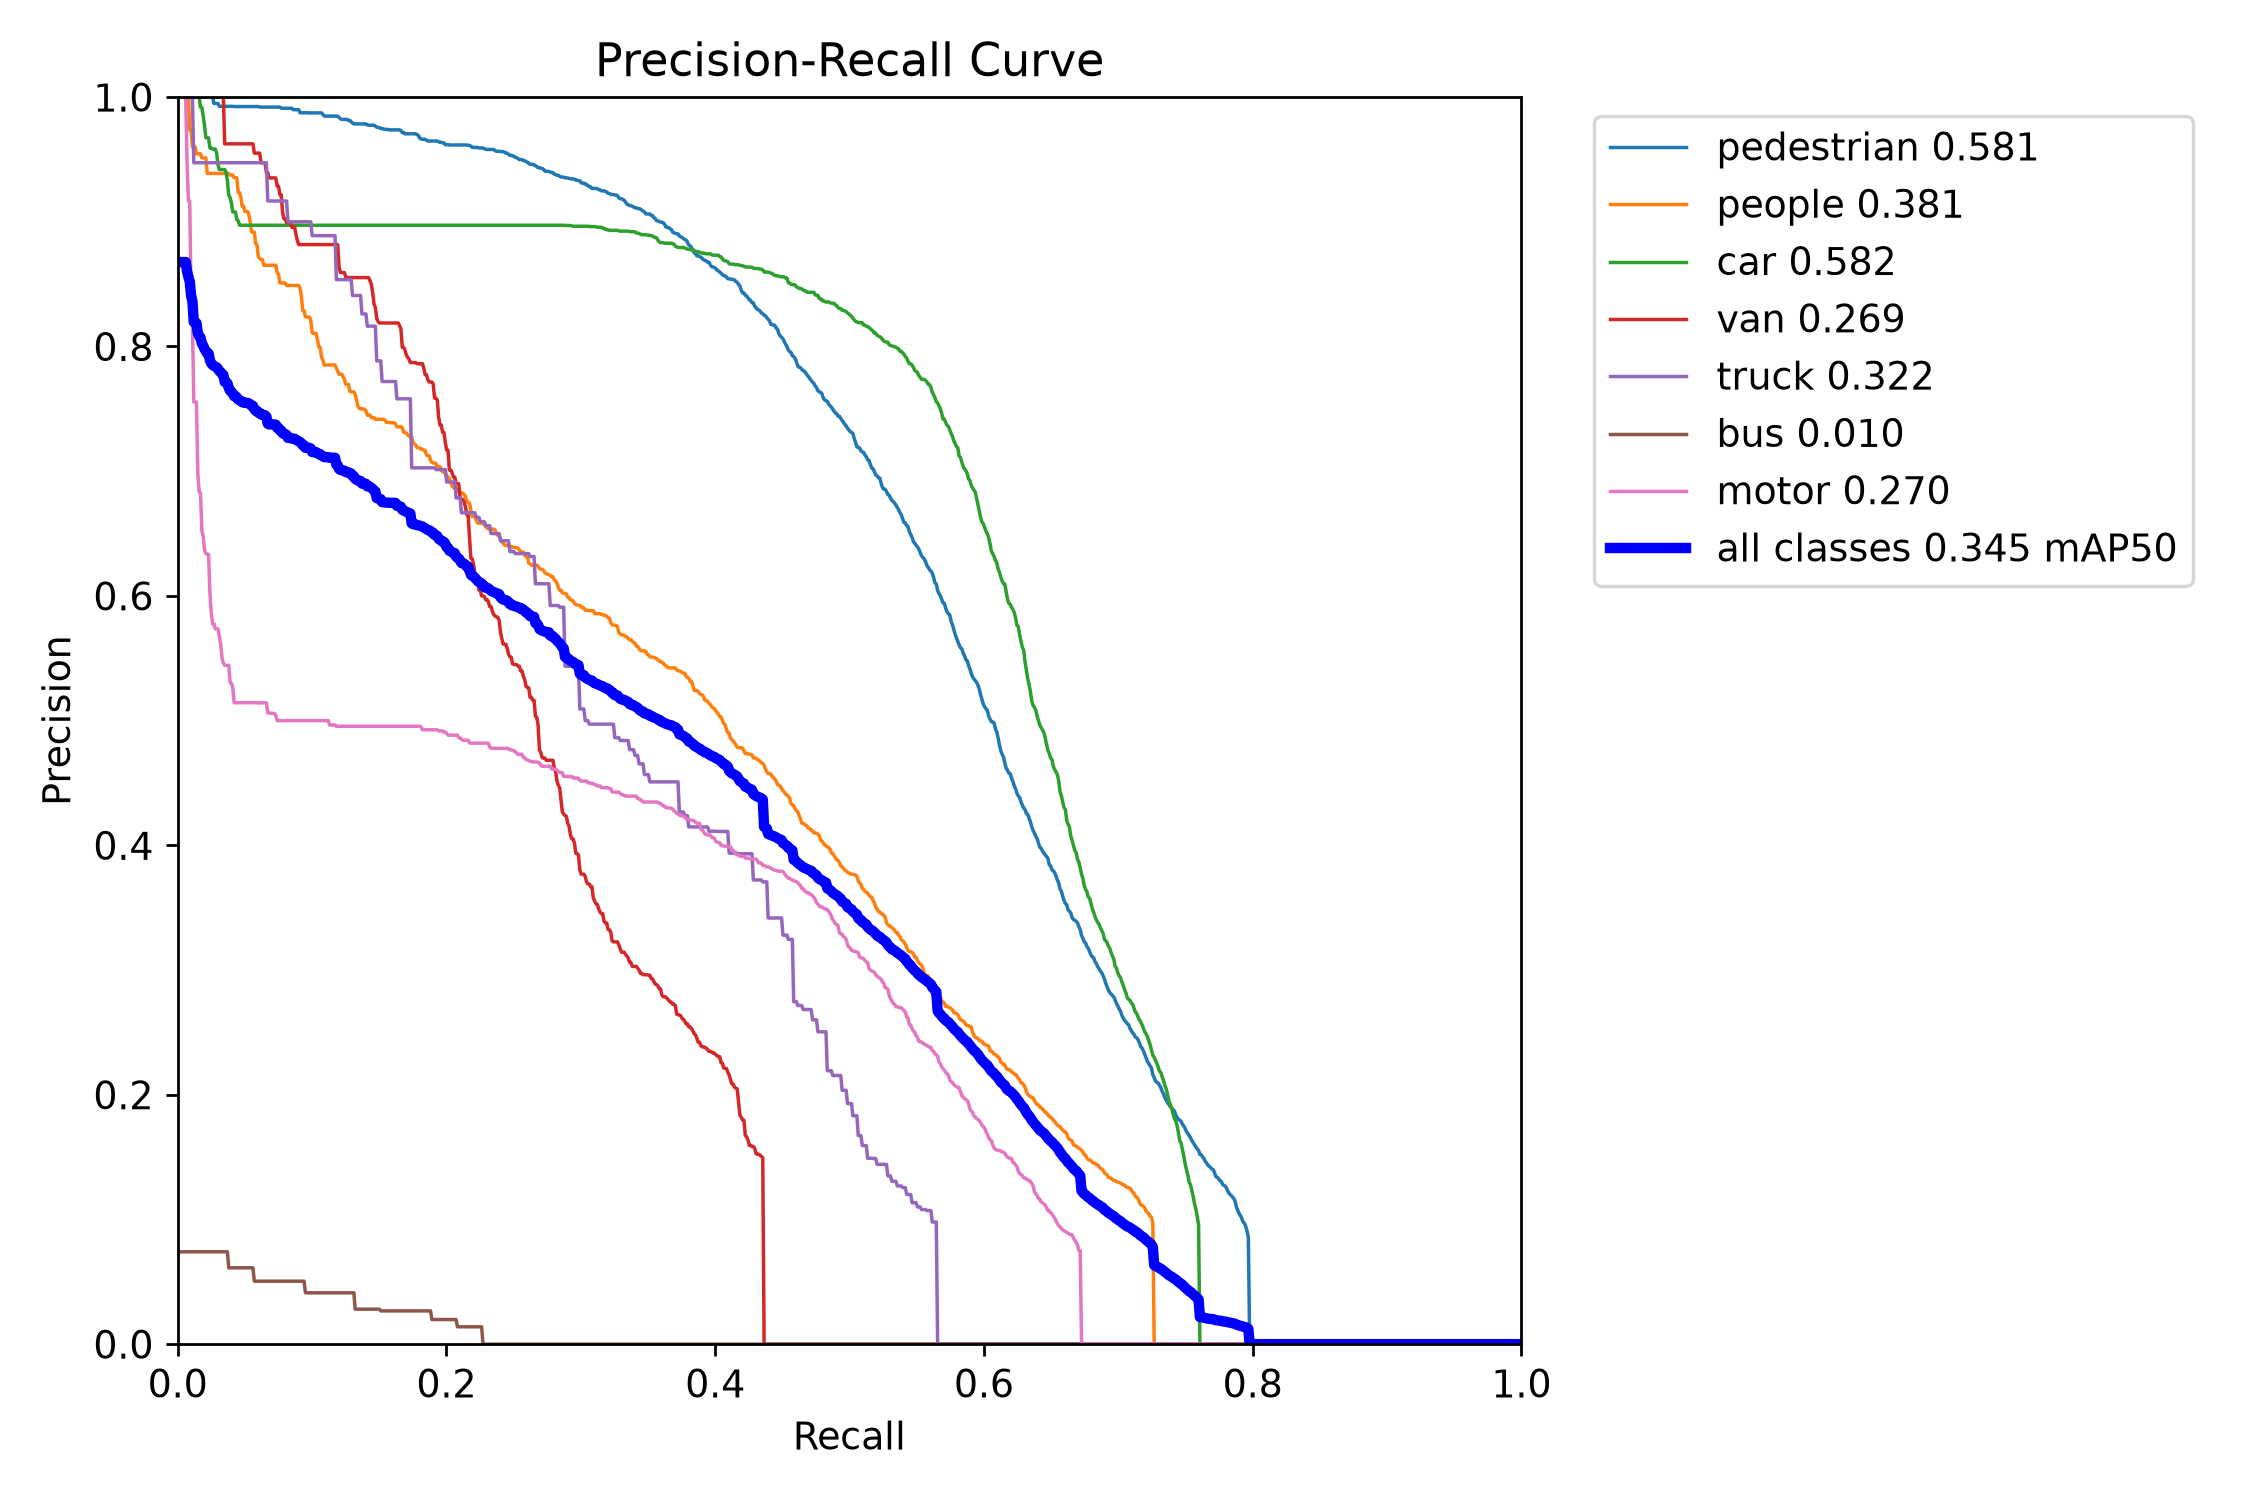 Precision-Recall Curve
1.0
0.8
0.6
0.4
0.2
0.0
Precision
0.0 0.2 0.4 0.6 0.8 1.0
Recall
pedestrian 0.581
people 0.381
car 0.582
van 0.269
truck 0.322
bus 0.010
motor 0.270
all classes 0.345 mAP50